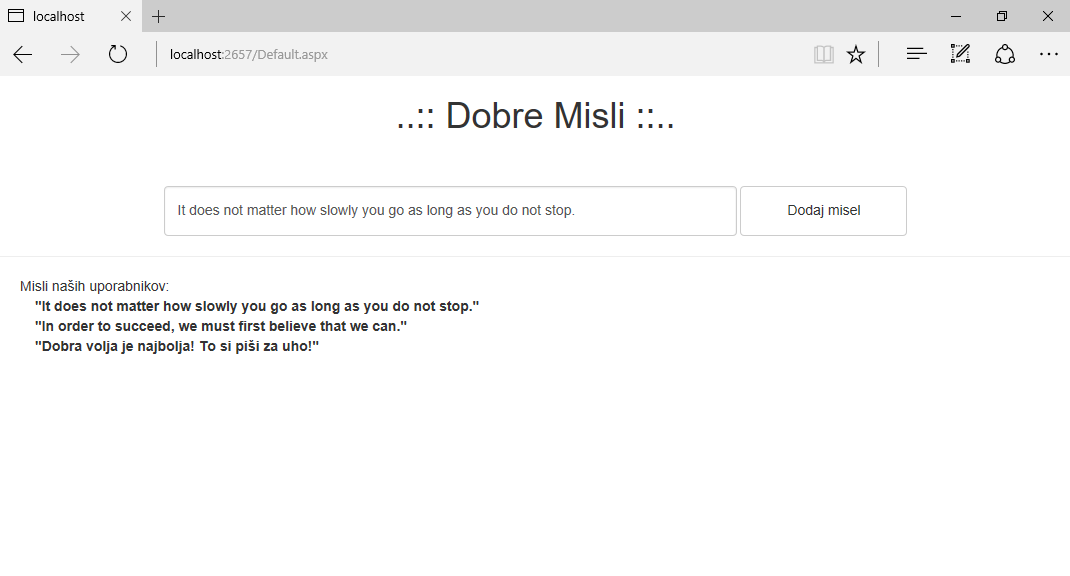 localhost
localhost:2657/Default.aspx
..:: Dobre Misli ::..
It does not matter how slowly you go as long as you do not stop.
Dodaj misel
Misli naših uporabnikov:
"It does not matter how slowly you go as long as you do not stop."
"In order to succeed, we must first believe that we can."
"Dobra volja je najbolja! To si piši za uho!"